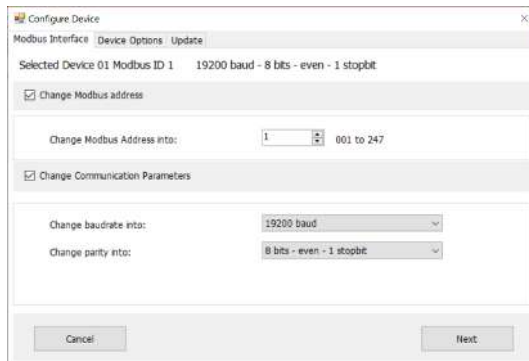 Configure Device
Modbus Interface Device Options Update
Selected Device 01 Modbus ID 1 19200 baud - 8 bits - even - 1 stopbit
Change Modbus address
Change Modbus Address into: 1 001 to 247
Change Communication Parameters
Change baudrate into: 19200 baud
Change parity into: 8 bits - even - 1 stopbit
Cancel Next